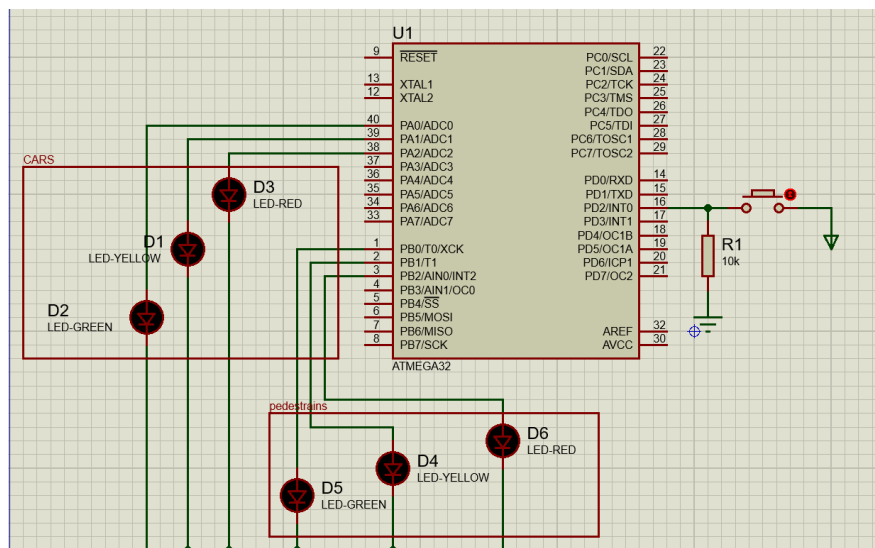 U1
9 RESET
13 XTAL1
12 XTAL2
40 PA0/ADC0
39 PA1/ADC1
38 PA2/ADC2
37 PA3/ADC3
36 PA4/ADC4
35 PA5/ADC5
34 PA6/ADC6
33 PA7/ADC7
1 PB0/T0/XCK
2 PB1/T1
3 PB2/AIN0/INT2
4 PB3/AIN1/OC0
5 PB4/SS
6 PB5/MOSI
7 PB6/MISO
8 PB7/SCK
PC0/SCL 22
PC1/SDA 23
PC2/TCK 24
PC3/TMS 25
PC4/TDO 26
PC5/TDI 27
PC6/TOSC1 28
PC7/TOSC2 29
PD0/RXD 14
PD1/TXD 15
PD2/INT0 16
PD3/INT1 17
PD4/OC1B 18
PD5/OC1A 19
PD6/ICP1 20
PD7/OC2 21
AREF 32
AVCC 30
ATMEGA32
R1
10k
CARS
D3
LED-RED
D1
LED-YELLOW
D2
LED-GREEN
pedestrains
D6
LED-RED
D4
LED-YELLOW
D5
LED-GREEN